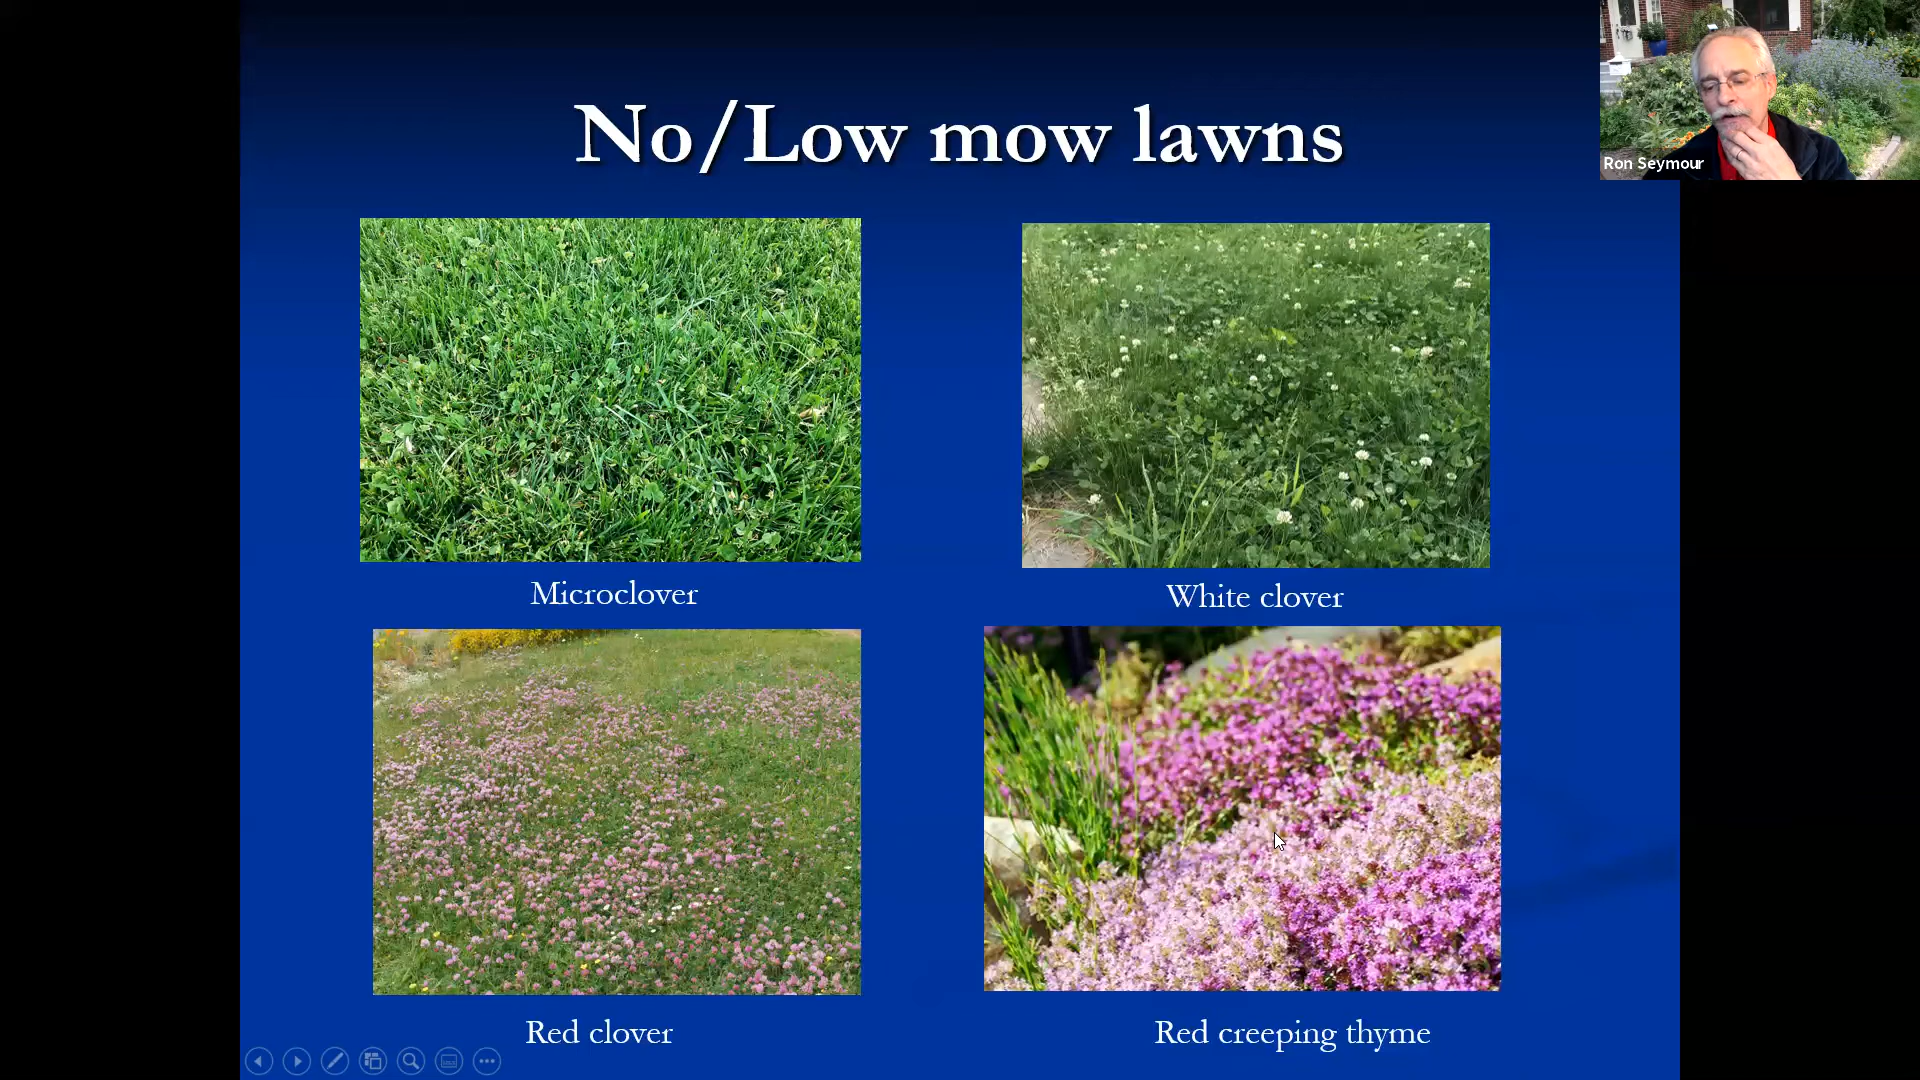 No/Low mow lawns
Ron Seymour
Microclover
White clover
Red clover
Red creeping thyme